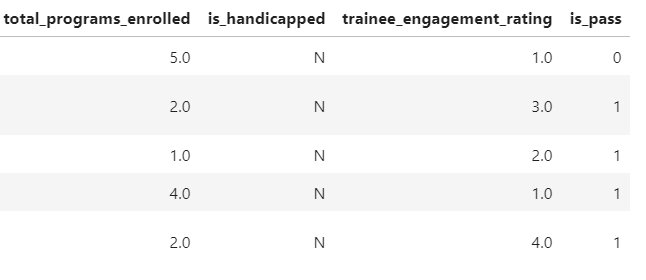 total_programs_enrolled is_handicapped trainee_engagement_rating is_pass
5.0 N 1.0 0
2.0 N 3.0 1
1.0 N 2.0 1
4.0 N 1.0 1
2.0 N 4.0 1